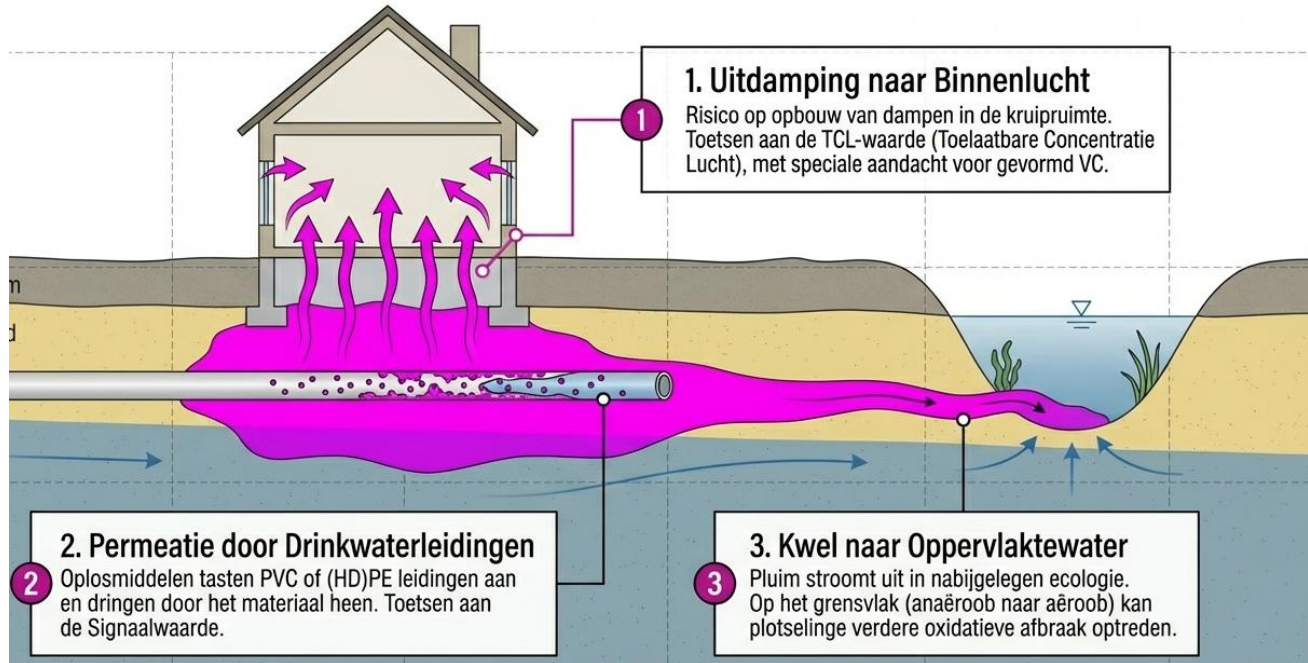 1. Uitdamping naar Binnenlucht
1
Risico op opbouw van dampen in de kruipruimte.
Toetsen aan de TCL-waarde (Toelaatbare Concentratie
Lucht), met speciale aandacht voor gevormd VC.
m
d
2. Permeatie door Drinkwaterleidingen
2
Oplosmiddelen tasten PVC of (HD)PE leidingen aan
en dringen door het materiaal heen. Toetsen aan
de Signaalwaarde.
3. Kwel naar Oppervlaktewater
3
Pluim stroomt uit in nabijgelegen ecologie.
Op het grensvlak (anaëroob naar aëroob) kan
plotselinge verdere oxidatieve afbraak optreden.